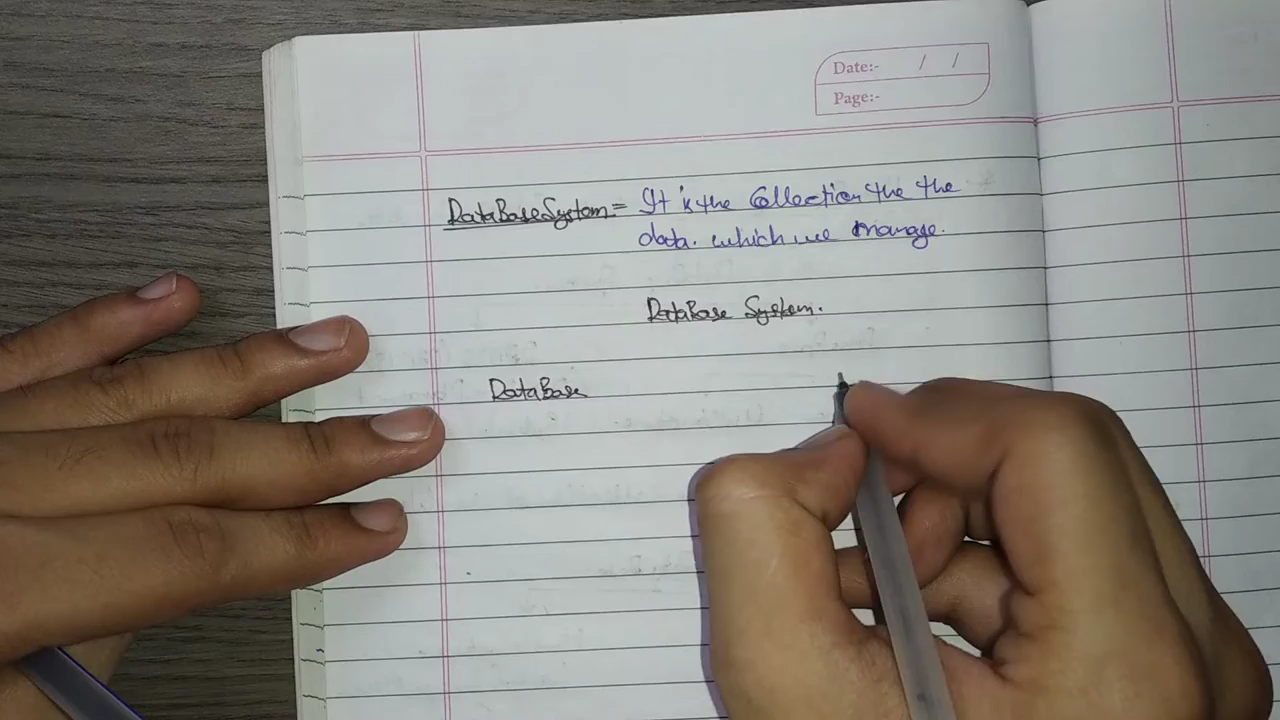 Date:- / /
Page:-
DataBaseSystem = It is the Collection the the
data. which we manage.
DataBase System.
DataBase